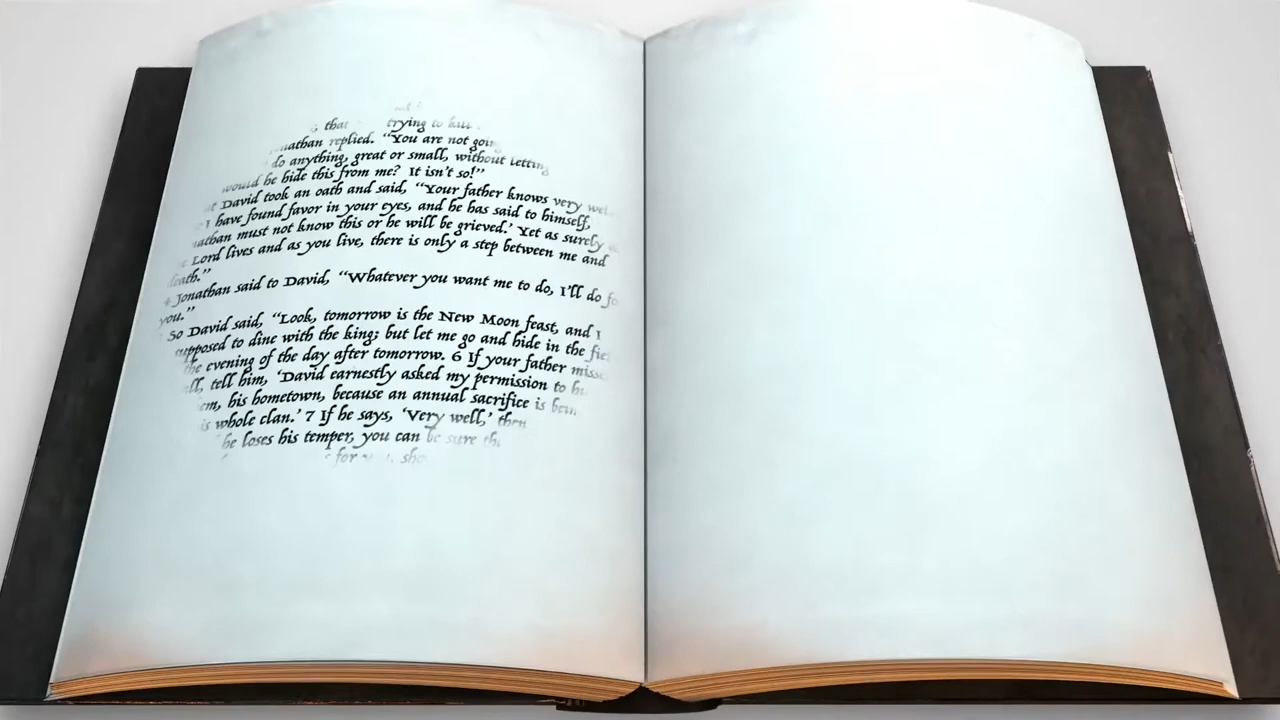 that trying to kill
replied. "You are not going
do anything, great or small, without letting
would he hide this from me? It isn't so!"
David took an oath and said, "Your father knows very well
I have found favor in your eyes, and he has said to himself,
must not know this or he will be grieved.' Yet as surely
Lord lives and as you live, there is only a step between me and
death."
4 Jonathan said to David, "Whatever you want me to do, I'll do
you."
So David said, "Look, tomorrow is the New Moon feast, and I
supposed to dine with the king; but let me go and hide in the
the evening of the day after tomorrow. 6 If your father
tell him, 'David earnestly asked my permission to
his hometown, because an annual sacrifice is
is whole clan.' 7 If he says, 'Very well,' then
he loses his temper, you can be sure
for